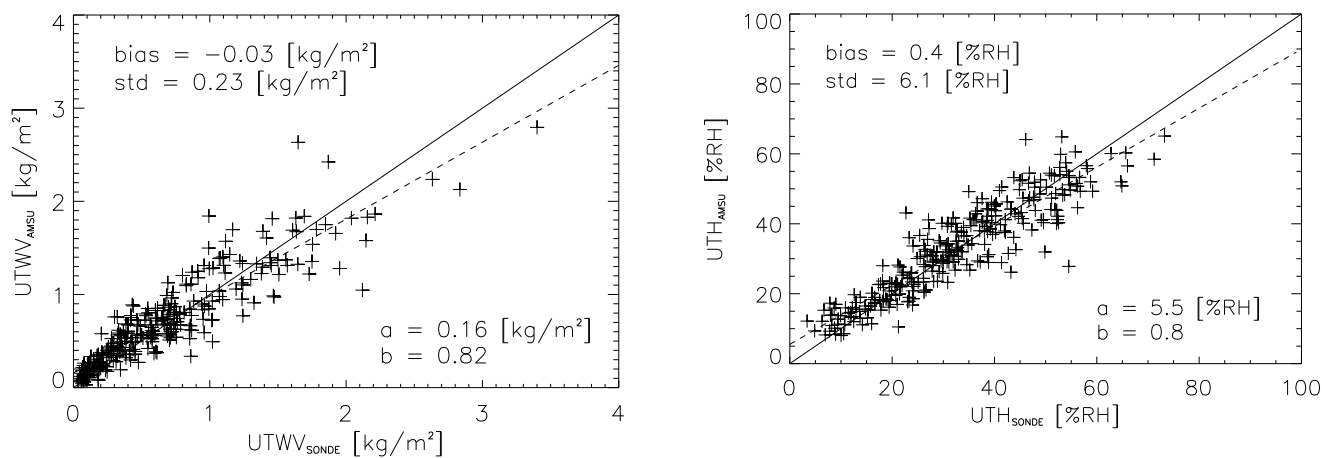 bias = −0.03 [kg/m²]
std = 0.23 [kg/m²]
a = 0.16 [kg/m²]
b = 0.82
UTWV_AMSU [kg/m²]
4
3
2
1
0
0 1 2 3 4
UTWV_SONDE [kg/m²]
bias = 0.4 [%RH]
std = 6.1 [%RH]
a = 5.5 [%RH]
b = 0.8
UTH_AMSU [%RH]
100
80
60
40
20
0
0 20 40 60 80 100
UTH_SONDE [%RH]